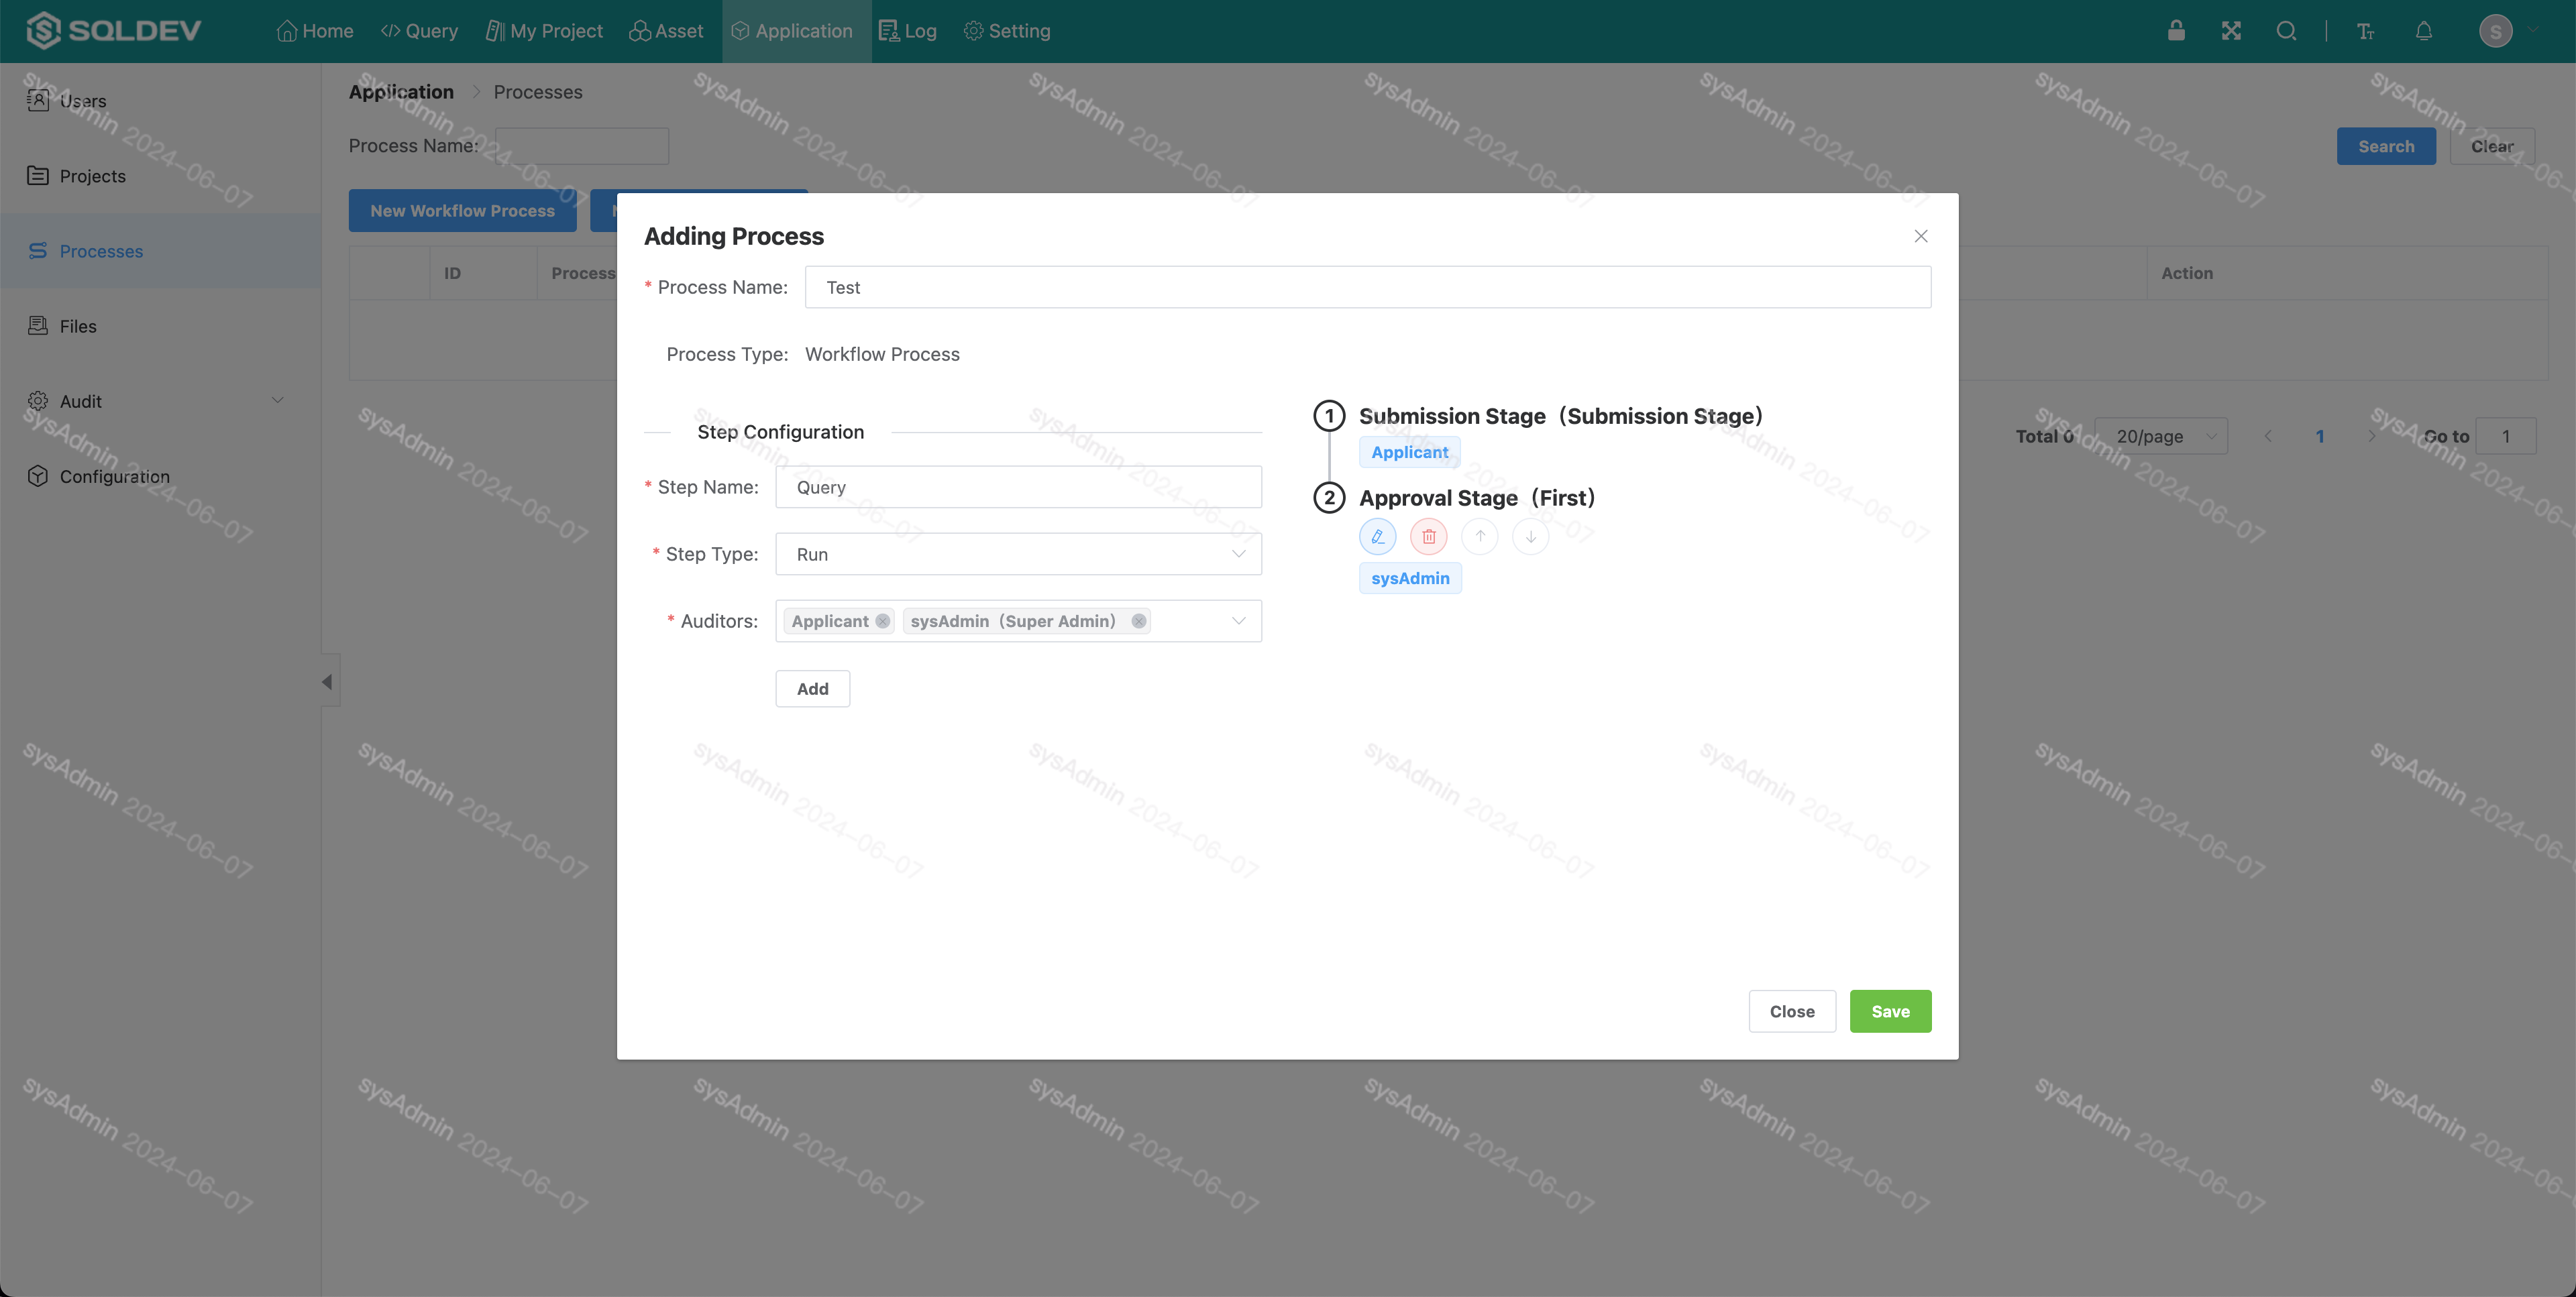 SQLDEV Home </> Query My Project Asset Application Log Setting S
Users
Projects
Processes
Files
Audit
Configuration
Application > Processes
Process Name:
Search Clear
New Workflow Process
ID Process Action
Total 0 20/page 1 Go to 1
Adding Process
* Process Name: Test
Process Type: Workflow Process
Step Configuration
* Step Name: Query
* Step Type: Run
* Auditors: Applicant sysAdmin（Super Admin）
Add
1 Submission Stage（Submission Stage）
Applicant
2 Approval Stage（First）
sysAdmin
Close Save
sysAdmin 2024-06-07